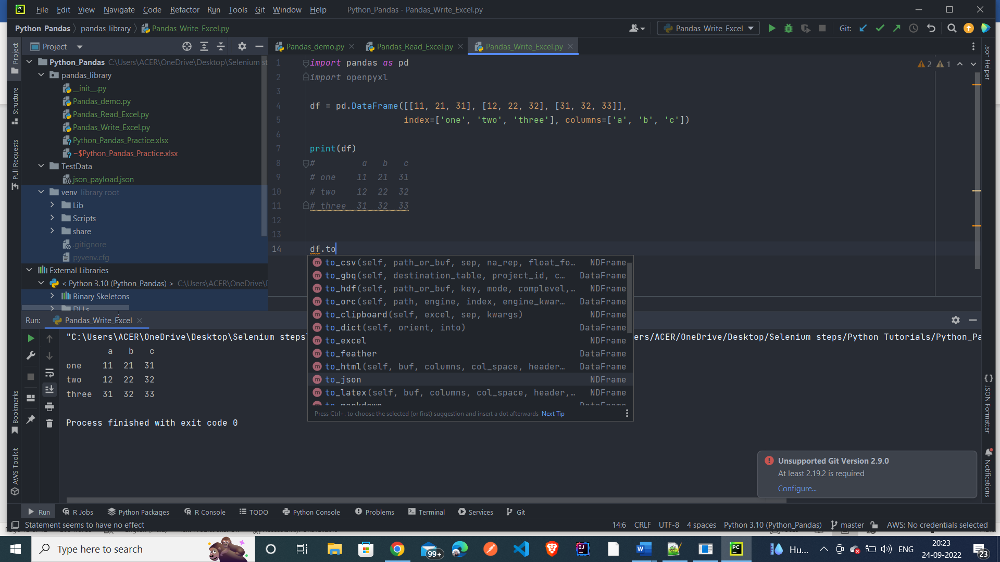 File Edit View Navigate Code Refactor Run Tools Git Window Help Python_Pandas - Pandas_Write_Excel.py
Python_Pandas pandas_library Pandas_Write_Excel.py Pandas_Write_Excel Git:
Project
Pandas_demo.py Pandas_Read_Excel.py Pandas_Write_Excel.py
Python_Pandas C:\Users\ACER\OneDrive\Desktop\Selenium st
pandas_library
__init__.py
Pandas_demo.py
Pandas_Read_Excel.py
Pandas_Write_Excel.py
Python_Pandas_Practice.xlsx
~$Python_Pandas_Practice.xlsx
TestData
json_payload.json
venv library root
Lib
Scripts
share
.gitignore
pyvenv.cfg
External Libraries
< Python 3.10 (Python_Pandas) > C:\Users\ACER\OneDrive\D
Binary Skeletons
DLLs
Project
Structure
Pull Requests
Bookmarks
AWS Toolkit
1 import pandas as pd
2 import openpyxl
3
4 df = pd.DataFrame([[11, 21, 31], [12, 22, 32], [31, 32, 33]],
5 index=['one', 'two', 'three'], columns=['a', 'b', 'c'])
6
7 print(df)
8 # a b c
9 # one 11 21 31
10 # two 12 22 32
11 # three 31 32 33
12
13
14 df.to
2 1
to_csv(self, path_or_buf, sep, na_rep, float_fo… NDFrame
to_gbq(self, destination_table, project_id, c… DataFrame
to_hdf(self, path_or_buf, key, mode, complevel,… NDFrame
to_orc(self, path, engine, index, engine_kwar… DataFrame
to_clipboard(self, excel, sep, kwargs) NDFrame
to_dict(self, orient, into) DataFrame
to_excel NDFrame
to_feather DataFrame
to_html(self, buf, columns, col_space, header… DataFrame
to_json NDFrame
to_latex(self, buf, columns, col_space, header,… NDFrame
to_markdown DataFrame
Press Ctrl+. to choose the selected (or first) suggestion and insert a dot afterwards Next Tip
Json Helper
JSON Formatter
Notifications
Run: Pandas_Write_Excel
"C:\Users\ACER\OneDrive\Desktop\Selenium steps\ ers/ACER/OneDrive/Desktop/Selenium steps/Python Tutorials/Python_Pa
a b c
one 11 21 31
two 12 22 32
three 31 32 33
Process finished with exit code 0
Unsupported Git Version 2.9.0
At least 2.19.2 is required
Configure...
Run R Jobs Python Packages R Console TODO Python Console Problems Terminal Services Git
Statement seems to have no effect 14:6 CRLF UTF-8 4 spaces Python 3.10 (Python_Pandas) master AWS: No credentials selected
Type here to search 99+ Hu... ENG 20:23
24-09-2022 23